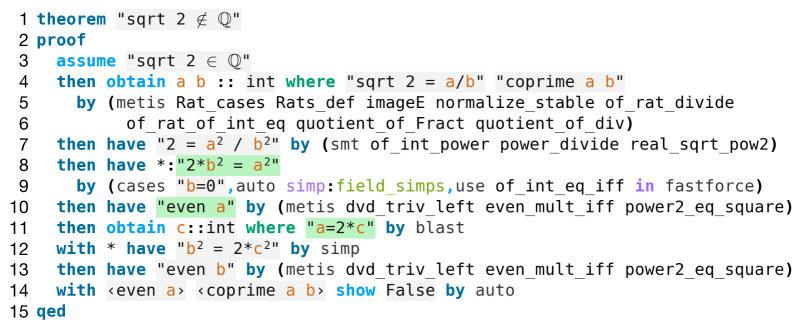 1 theorem "sqrt 2 ∉ ℚ"
2 proof
3 assume "sqrt 2 ∈ ℚ"
4 then obtain a b :: int where "sqrt 2 = a/b" "coprime a b"
5 by (metis Rat_cases Rats_def imageE normalize_stable of_rat_divide
6 of_rat_of_int_eq quotient_of_Fract quotient_of_div)
7 then have "2 = a² / b²" by (smt of_int_power power_divide real_sqrt_pow2)
8 then have *:"2*b² = a²"
9 by (cases "b=0",auto simp:field_simps,use of_int_eq_iff in fastforce)
10 then have "even a" by (metis dvd_triv_left even_mult_iff power2_eq_square)
11 then obtain c::int where "a=2*c" by blast
12 with * have "b² = 2*c²" by simp
13 then have "even b" by (metis dvd_triv_left even_mult_iff power2_eq_square)
14 with ‹even a› ‹coprime a b› show False by auto
15 qed